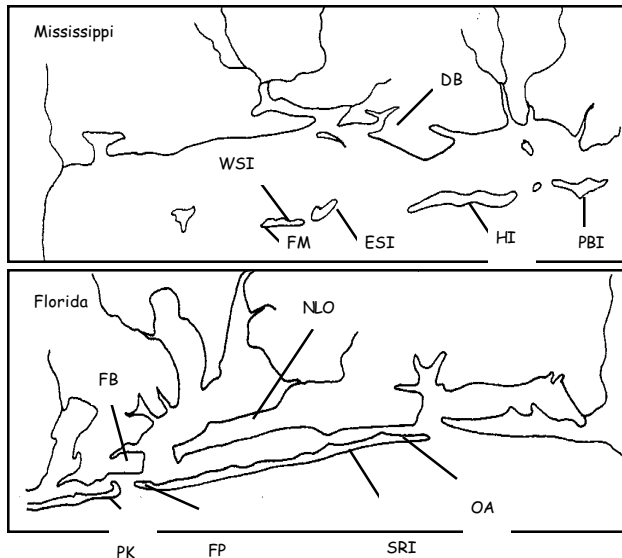 Mississippi
DB
WSI
FM
ESI
HI
PBI
Florida
NLO
FB
OA
PK
FP
SRI